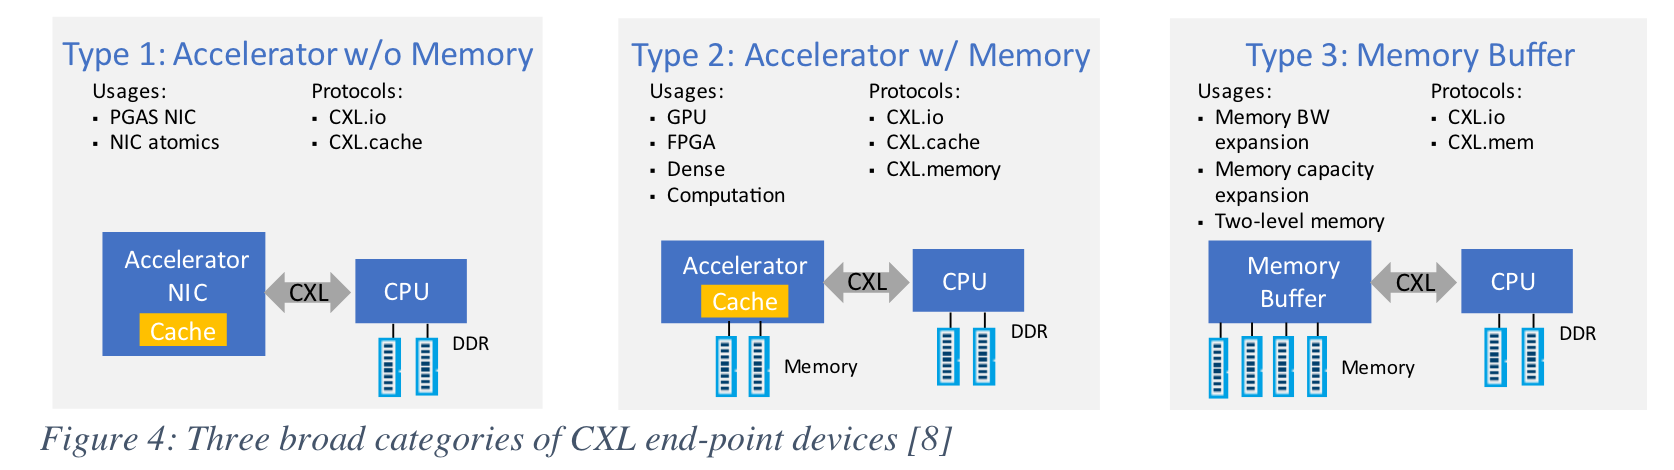 Type 1: Accelerator w/o Memory
Usages:
▪ PGAS NIC
▪ NIC atomics
Protocols:
▪ CXL.io
▪ CXL.cache
Accelerator
NIC
Cache
CXL
CPU
DDR
Type 2: Accelerator w/ Memory
Usages:
▪ GPU
▪ FPGA
▪ Dense
▪ Computation
Protocols:
▪ CXL.io
▪ CXL.cache
▪ CXL.memory
Accelerator
Cache
CXL
CPU
DDR
Memory
Type 3: Memory Buffer
Usages:
▪ Memory BW
expansion
▪ Memory capacity
expansion
▪ Two-level memory
Protocols:
▪ CXL.io
▪ CXL.mem
Memory
Buffer
CXL
CPU
DDR
Memory
Figure 4: Three broad categories of CXL end-point devices [8]